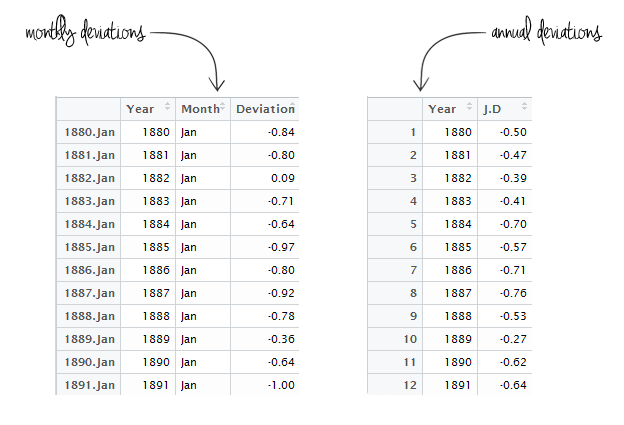 monthly deviations
annual deviations
Year Month Deviation
1880.Jan 1880 Jan -0.84
1881.Jan 1881 Jan -0.80
1882.Jan 1882 Jan 0.09
1883.Jan 1883 Jan -0.71
1884.Jan 1884 Jan -0.64
1885.Jan 1885 Jan -0.97
1886.Jan 1886 Jan -0.80
1887.Jan 1887 Jan -0.92
1888.Jan 1888 Jan -0.78
1889.Jan 1889 Jan -0.36
1890.Jan 1890 Jan -0.64
1891.Jan 1891 Jan -1.00
Year J.D
1 1880 -0.50
2 1881 -0.47
3 1882 -0.39
4 1883 -0.41
5 1884 -0.70
6 1885 -0.57
7 1886 -0.71
8 1887 -0.76
9 1888 -0.53
10 1889 -0.27
11 1890 -0.62
12 1891 -0.64